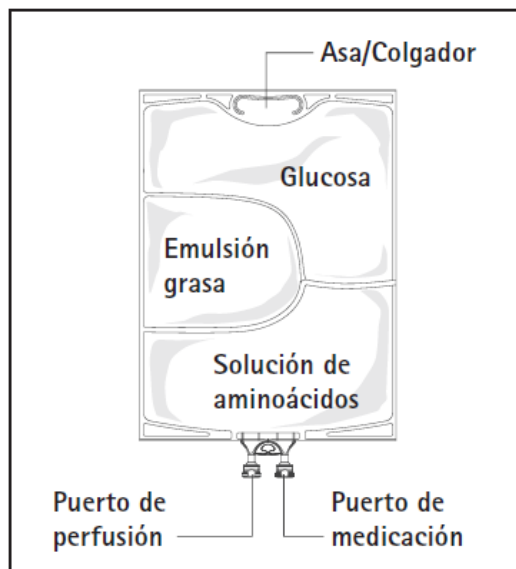 Asa/Colgador
Glucosa
Emulsión
grasa
Solución de
aminoácidos
Puerto de
perfusión
Puerto de
medicación